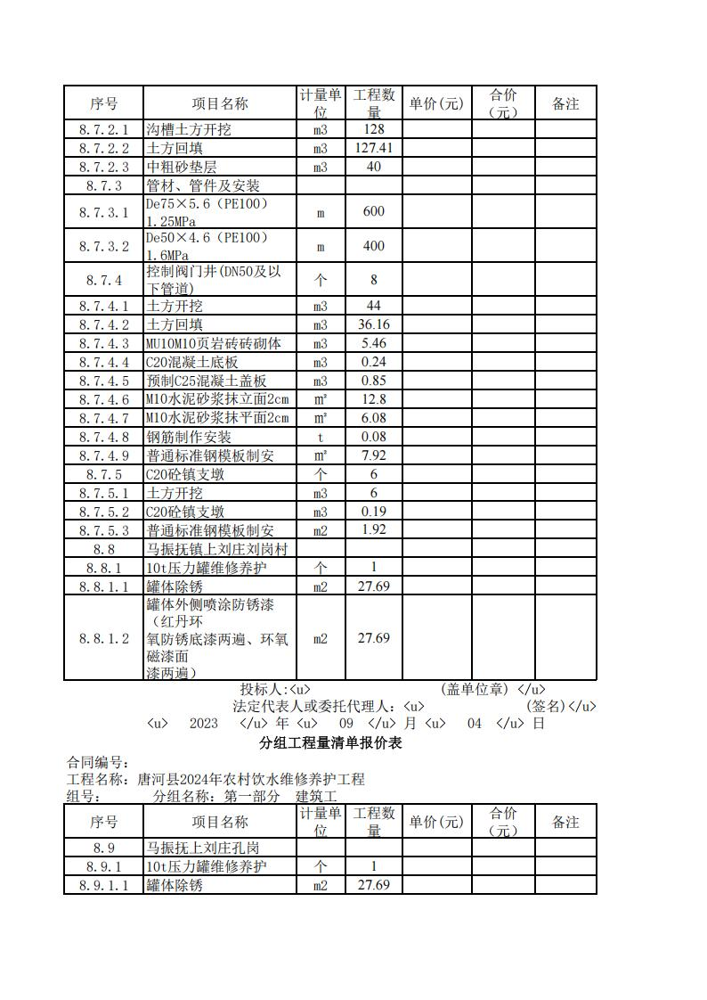 序号 项目名称 计量单位 工程数量 单价(元) 合价（元） 备注
8.7.2.1 沟槽土方开挖 m3 128
8.7.2.2 土方回填 m3 127.41
8.7.2.3 中粗砂垫层 m3 40
8.7.3 管材、管件及安装
8.7.3.1 De75×5.6（PE100）1.25MPa m 600
8.7.3.2 De50×4.6（PE100）1.6MPa m 400
8.7.4 控制阀门井(DN50及以下管道) 个 8
8.7.4.1 土方开挖 m3 44
8.7.4.2 土方回填 m3 36.16
8.7.4.3 MU10M10页岩砖砖砌体 m3 5.46
8.7.4.4 C20混凝土底板 m3 0.24
8.7.4.5 预制C25混凝土盖板 m3 0.85
8.7.4.6 M10水泥砂浆抹立面2cm m² 12.8
8.7.4.7 M10水泥砂浆抹平面2cm m² 6.08
8.7.4.8 钢筋制作安装 t 0.08
8.7.4.9 普通标准钢模板制安 m² 7.92
8.7.5 C20砼镇支墩 个 6
8.7.5.1 土方开挖 m3 6
8.7.5.2 C20砼镇支墩 m3 0.19
8.7.5.3 普通标准钢模板制安 m2 1.92
8.8 马振抚镇上刘庄刘岗村
8.8.1 10t压力罐维修养护 个 1
8.8.1.1 罐体除锈 m2 27.69
8.8.1.2 罐体外侧喷涂防锈漆（红丹环氧防锈底漆两遍、环氧磁漆面漆两遍） m2 27.69
投标人:<u> (盖单位章) </u>
法定代表人或委托代理人: <u> (签名)</u>
<u> 2023 </u> 年 <u> 09 </u> 月 <u> 04 </u> 日
分组工程量清单报价表
合同编号:
工程名称: 唐河县2024年农村饮水维修养护工程
组号: 分组名称: 第一部分 建筑工
序号 项目名称 计量单位 工程数量 单价(元) 合价（元） 备注
8.9 马振抚上刘庄孔岗
8.9.1 10t压力罐维修养护 个 1
8.9.1.1 罐体除锈 m2 27.69